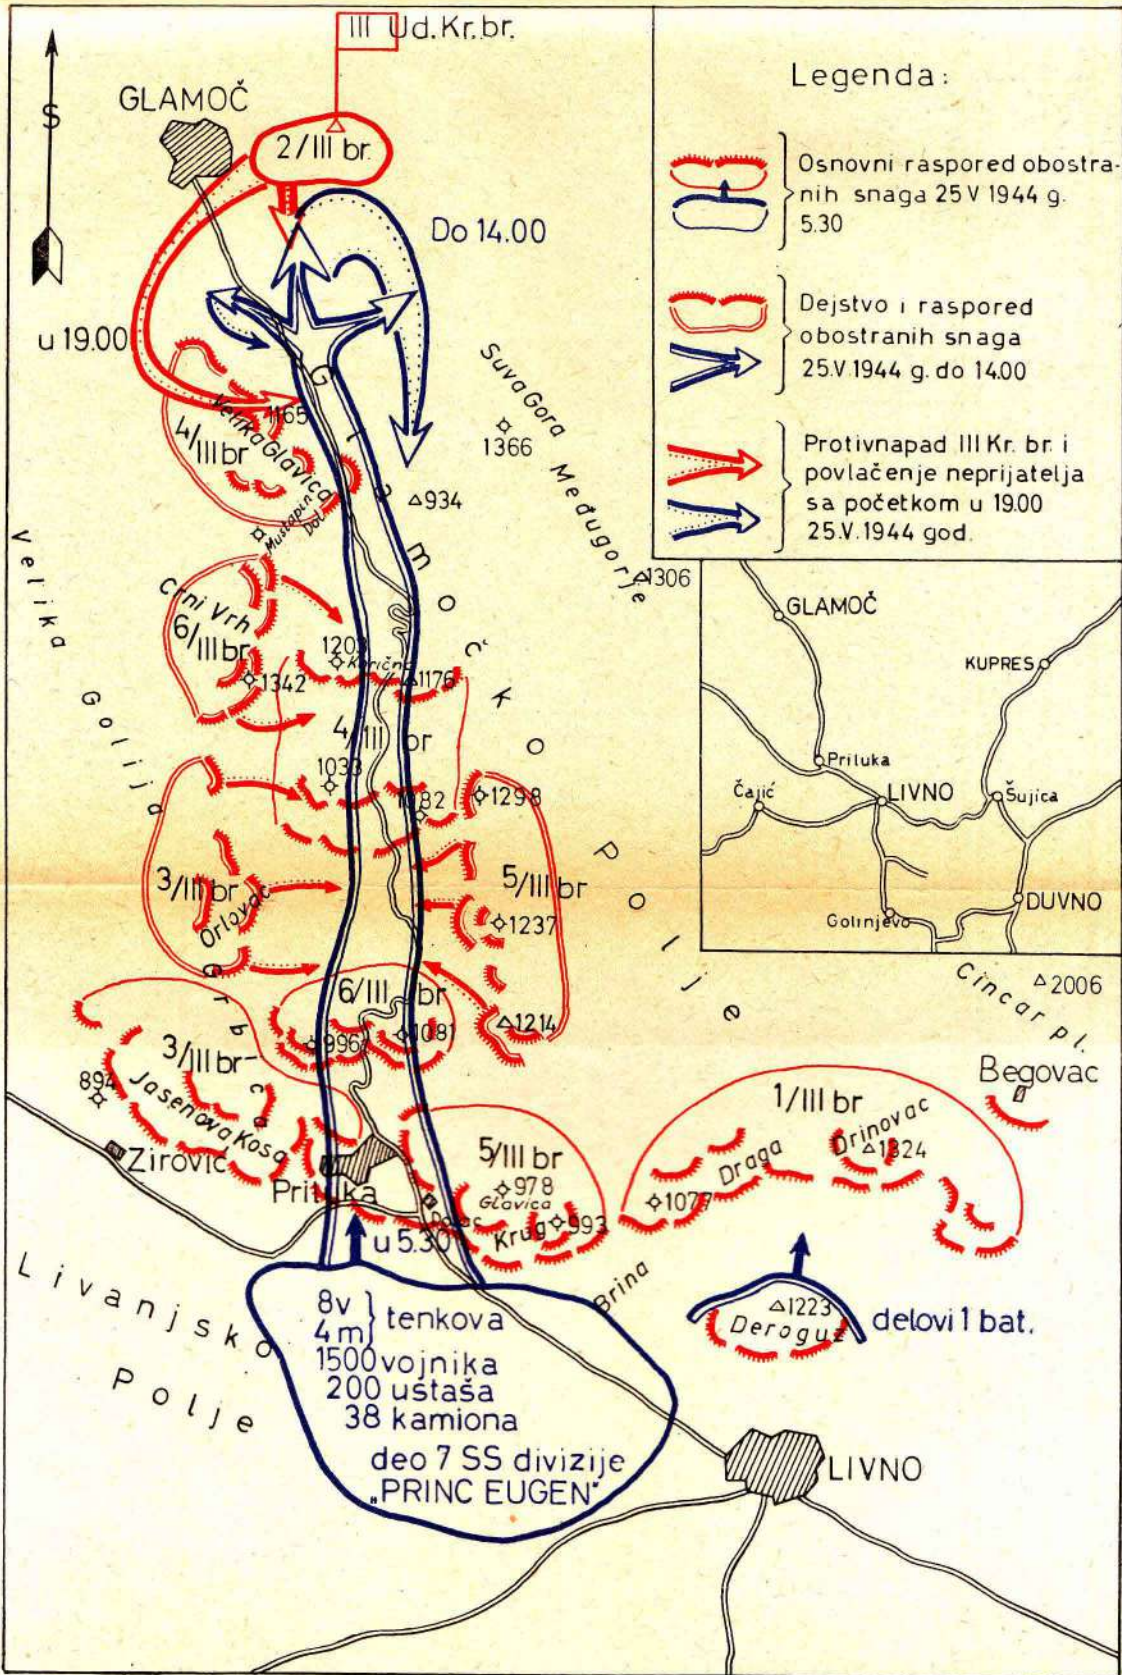 III Ud. Kr. br.
S
GLAMOČ
2/III br.
Do 14.00
u 19.00
1165
Velika Glavica
4/III br
Mustapin
Dol
Suva Gora
1366
Međugorje
934
1306
Velika Golija
Glamočko Polje
Crni Vrh
6/III br
1342
1203
1176
4/III br
1033
1082
1298
3/III br
Orlovac
5/III br
1237
Grbača
6/III br
996
1081
1214
Cincar pl.
2006
3/III br
Jasenova Kosa
894
Žirović
Priluka
5/III br
978
Glavica
Krug
993
1/III br
Drinovac
1324
Draga
1077
Begovac
u 5.30
Brina
Livanjsko
Polje
8v } tenkova
4m
1500 vojnika
200 ustaša
38 kamiona
deo 7 SS divizije
„PRINC EUGEN"
1223
delovi 1 bat.
LIVNO
Legenda:
Osnovni raspored obostra-
nih snaga 25 V 1944 g.
5.30
Dejstvo i raspored
obostranih snaga
25.V.1944 g. do 14.00
Protivnapad III Kr. br. i
povlačenje neprijatelja
sa početkom u 19.00
25.V.1944 god.
GLAMOČ
KUPRES
Priluka
Čajić
LIVNO
Šujica
DUVNO
Golinjevo